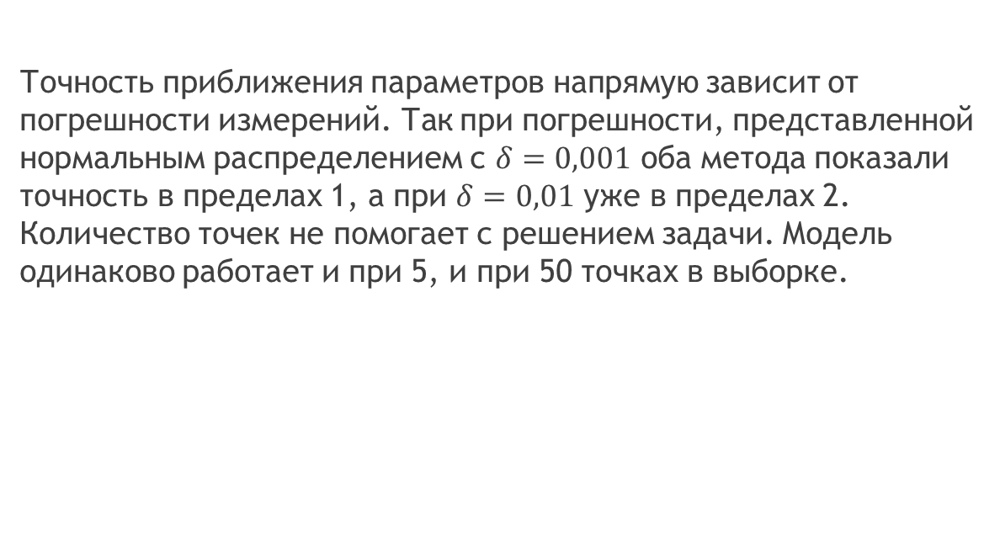 Точность приближения параметров напрямую зависит от
погрешности измерений. Так при погрешности, представленной
нормальным распределением с 𝛿 = 0,001 оба метода показали
точность в пределах 1, а при 𝛿 = 0,01 уже в пределах 2.
Количество точек не помогает с решением задачи. Модель
одинаково работает и при 5, и при 50 точках в выборке.